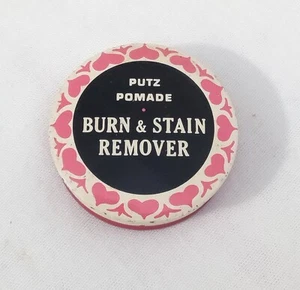 PUTZ
POMADE
BURN & STAIN
REMOVER